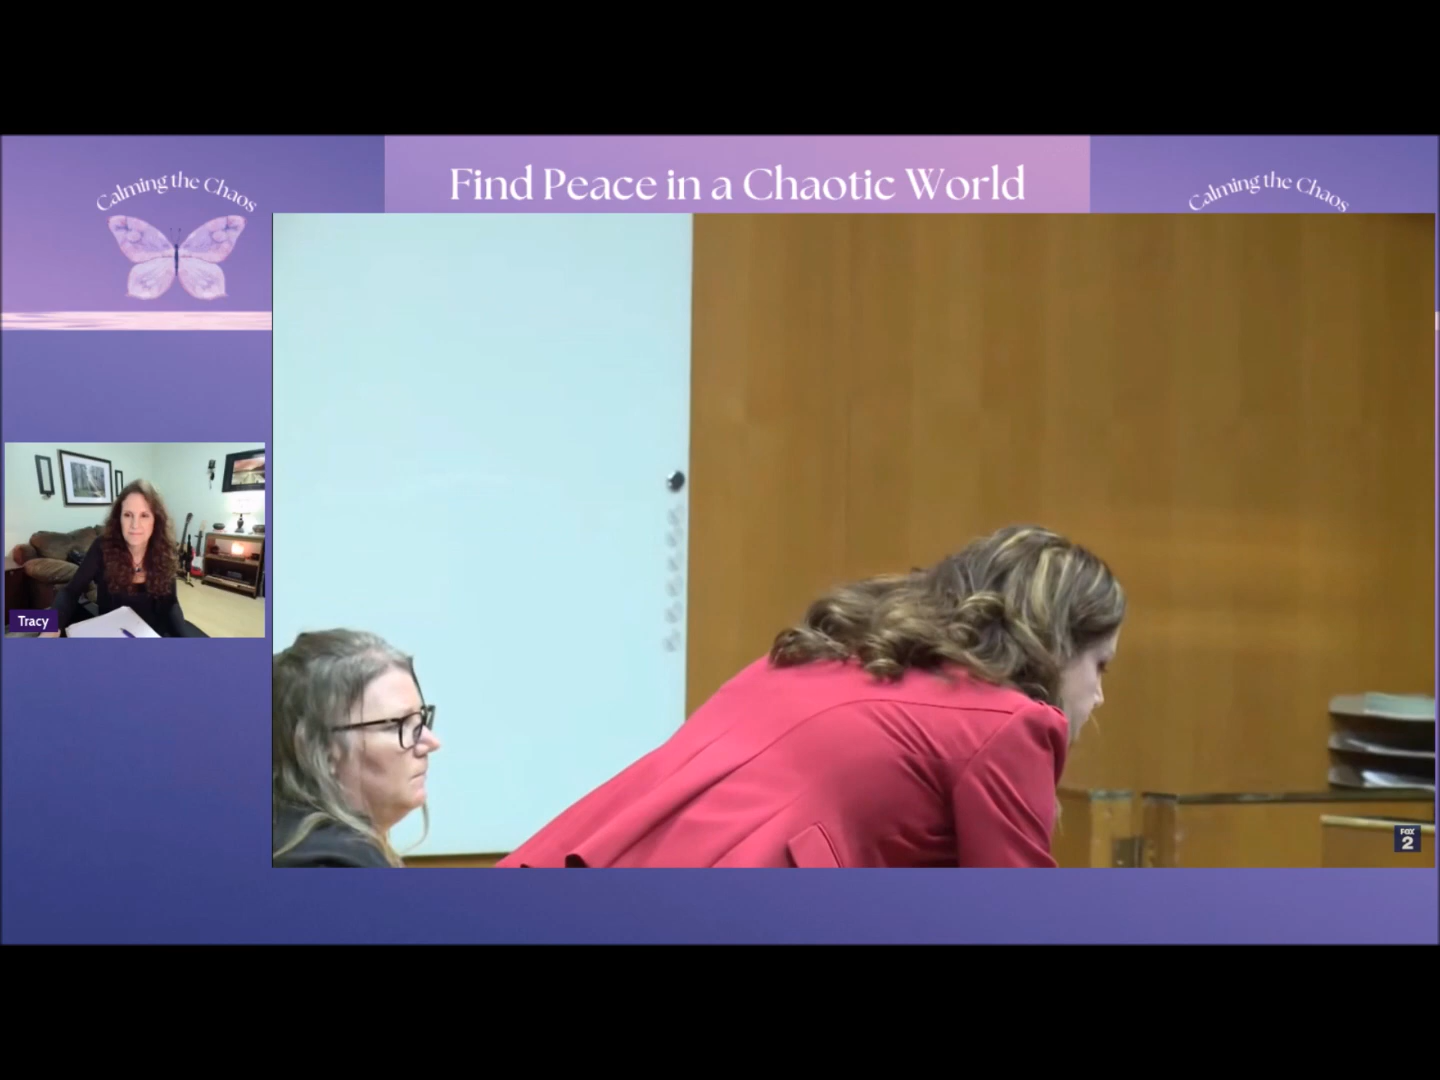 Find Peace in a Chaotic World
Calming the Chaos
Calming the Chaos
Tracy
FOX
2